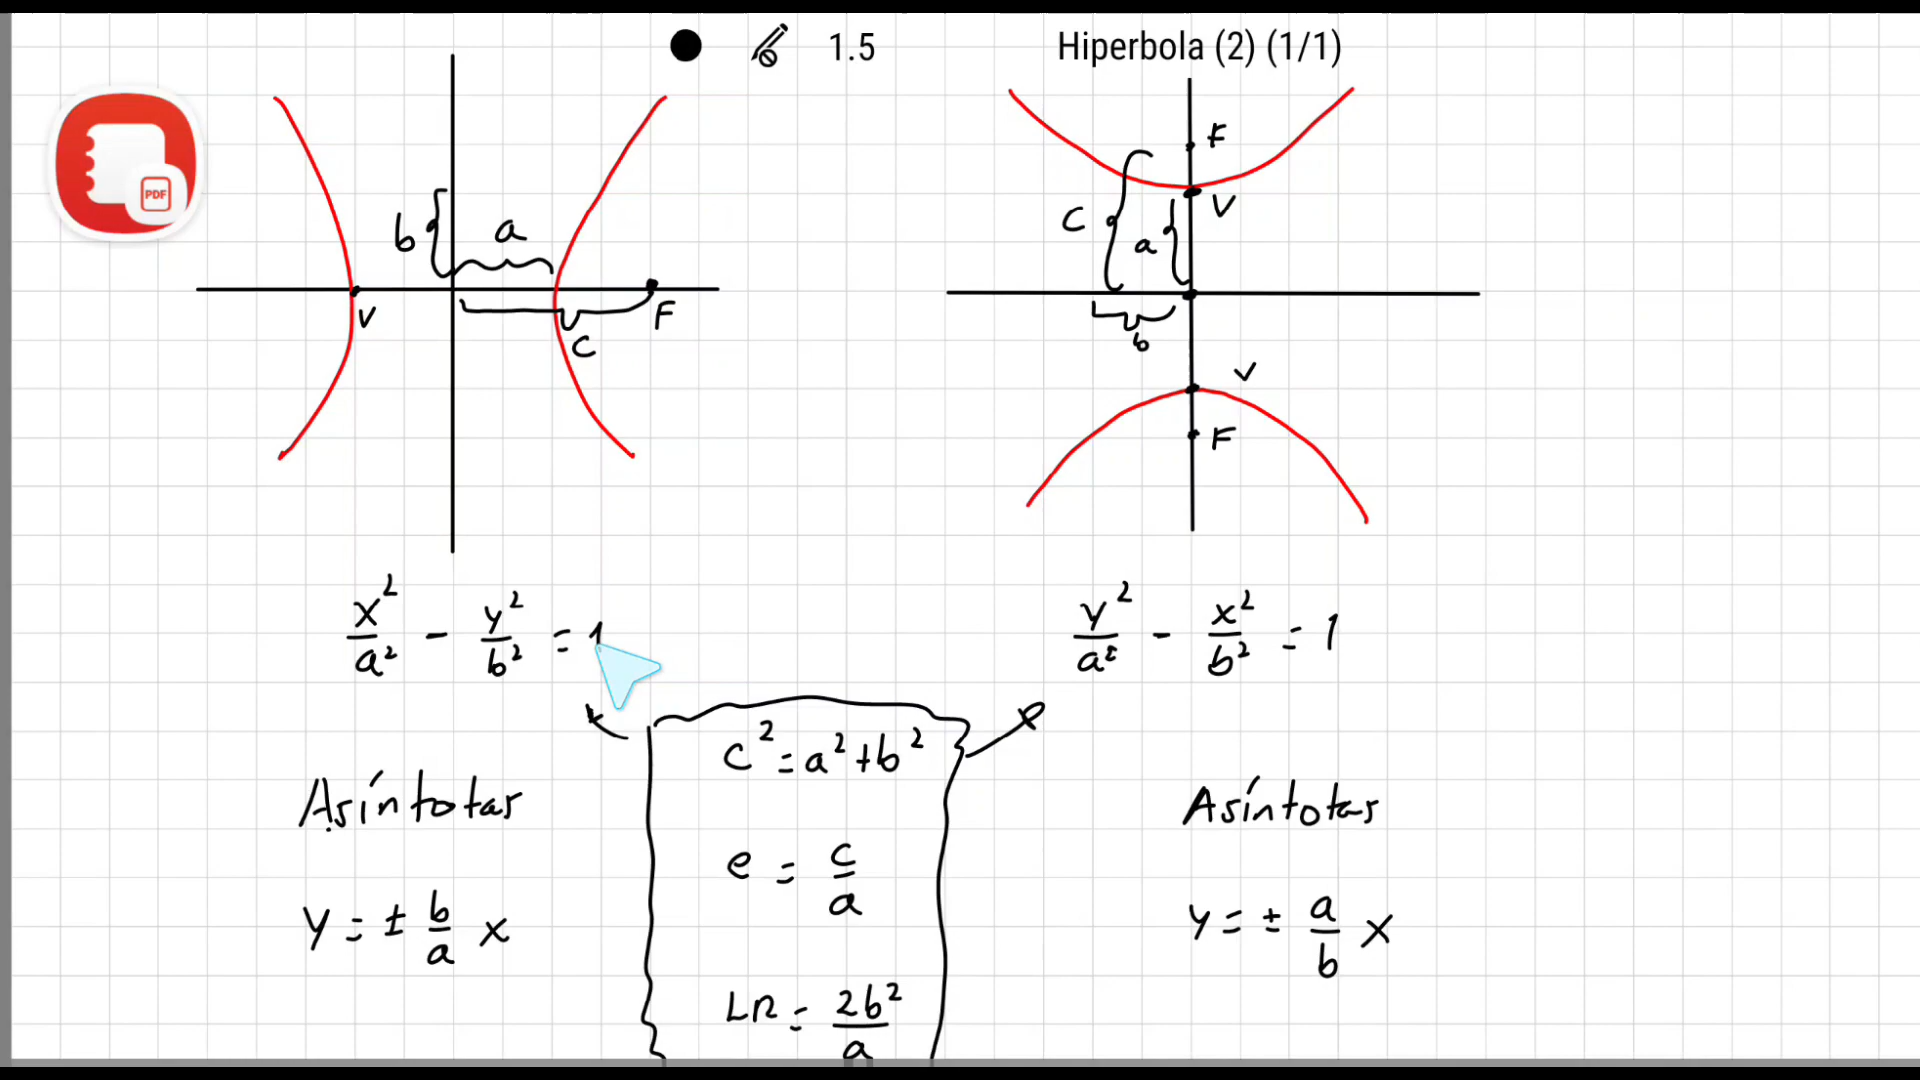 1.5
Hiperbola (2) (1/1)
PDF
b
a
V
F
c
F
V
c
a
b
V
F
x²/a² - y²/b² = 1
y²/a² - x²/b² = 1
c² = a² + b²
Asíntotas
Asíntotas
e = c/a
y = ± b/a x
y = ± a/b x
LR = 2b²/a